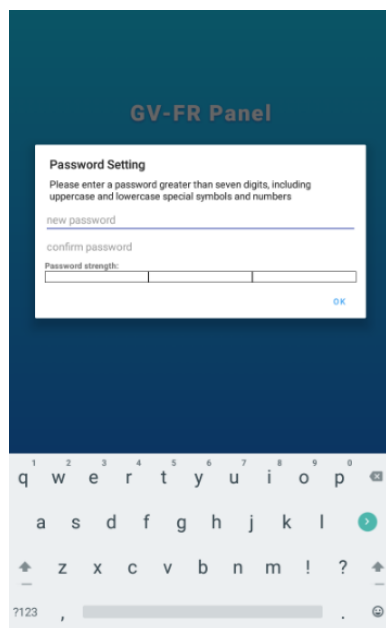 GV-FR Panel
Password Setting
Please enter a password greater than seven digits, including
uppercase and lowercase special symbols and numbers
new password
confirm password
Password strength:
OK
1 2 3 4 5 6 7 8 9 0
q w e r t y u i o p
a s d f g h j k l
z x c v b n m ! ?
?123 , .